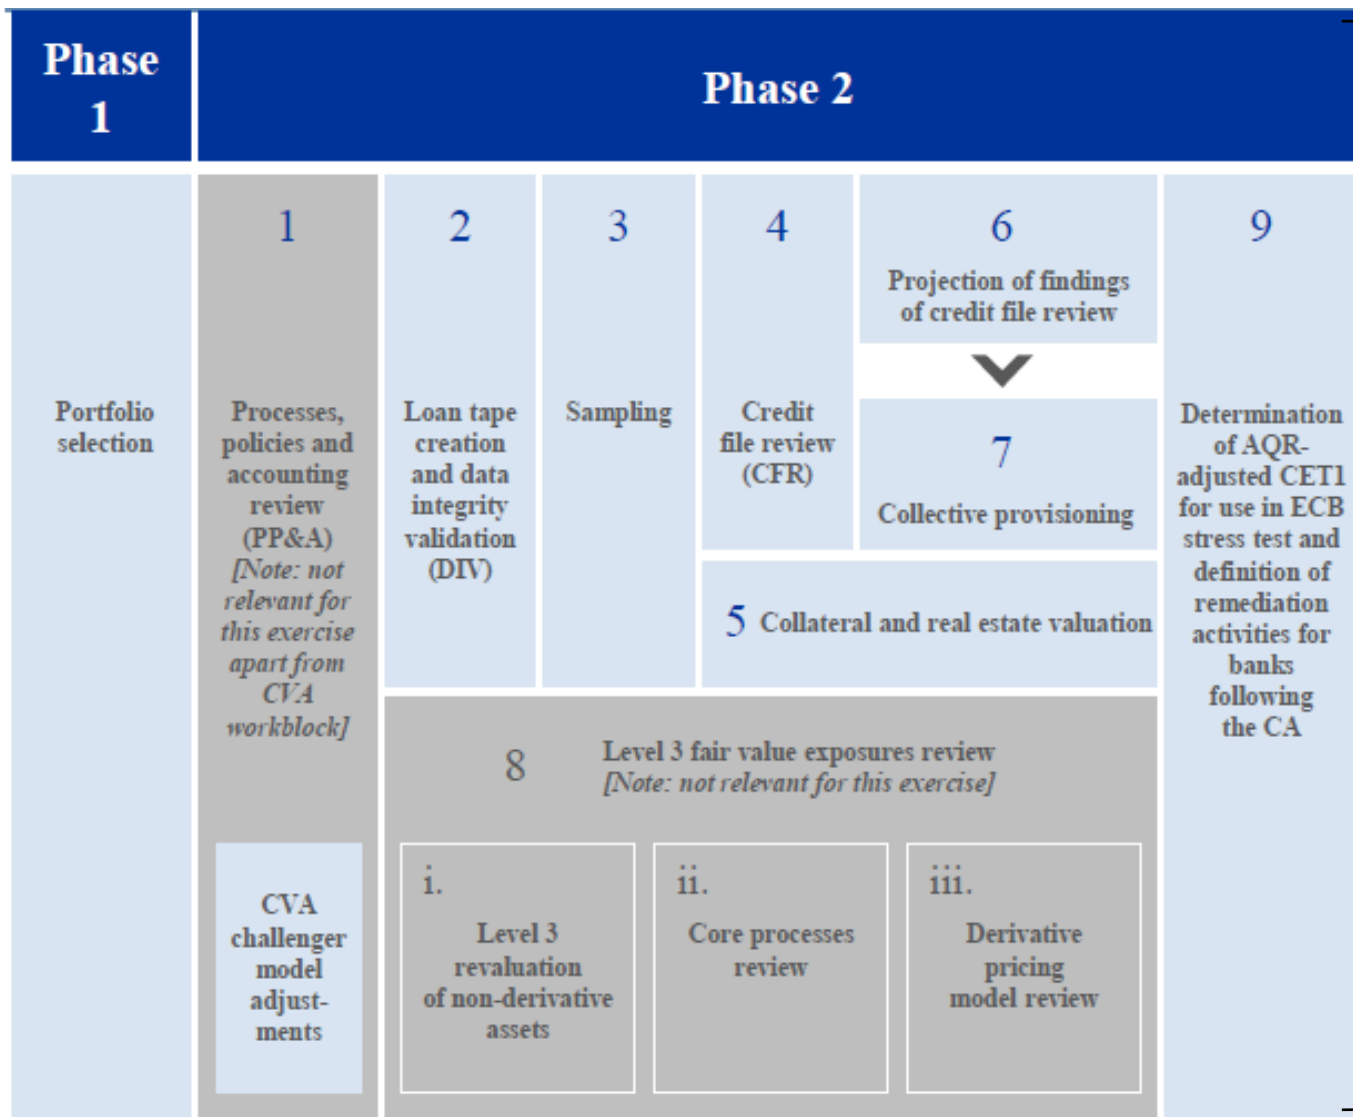 Phase
1
Phase 2
Portfolio
selection
1
Processes,
policies and
accounting
review
(PP&A)
[Note: not
relevant for
this exercise
apart from
CVA
workblock]
CVA
challenger
model
adjust-
ments
2
Loan tape
creation
and data
integrity
validation
(DIV)
3
Sampling
4
Credit
file review
(CFR)
6
Projection of findings
of credit file review
7
Collective provisioning
5 Collateral and real estate valuation
8
Level 3 fair value exposures review
[Note: not relevant for this exercise]
i.
Level 3
revaluation
of non-derivative
assets
ii.
Core processes
review
iii.
Derivative
pricing
model review
9
Determination
of AQR-
adjusted CET1
for use in ECB
stress test and
definition of
remediation
activities for
banks
following
the CA